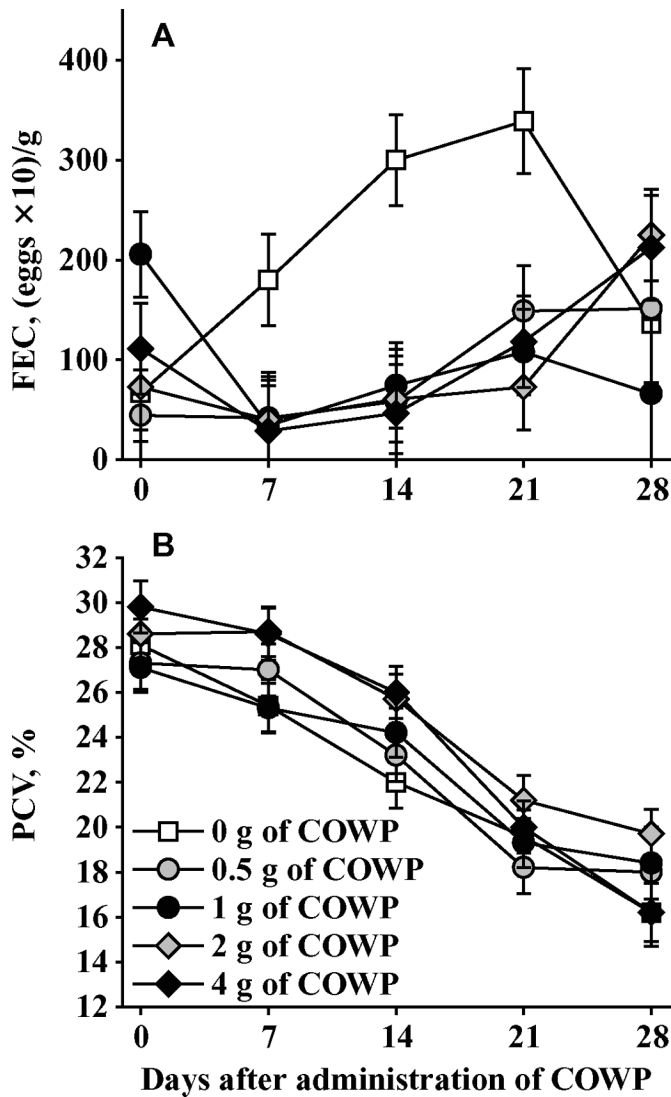 A
FEC, (eggs ×10)/g
400
300
200
100
0
0 7 14 21 28
B
PCV, %
32
30
28
26
24
22
20
18
16
14
12
0 g of COWP
0.5 g of COWP
1 g of COWP
2 g of COWP
4 g of COWP
0 7 14 21 28
Days after administration of COWP